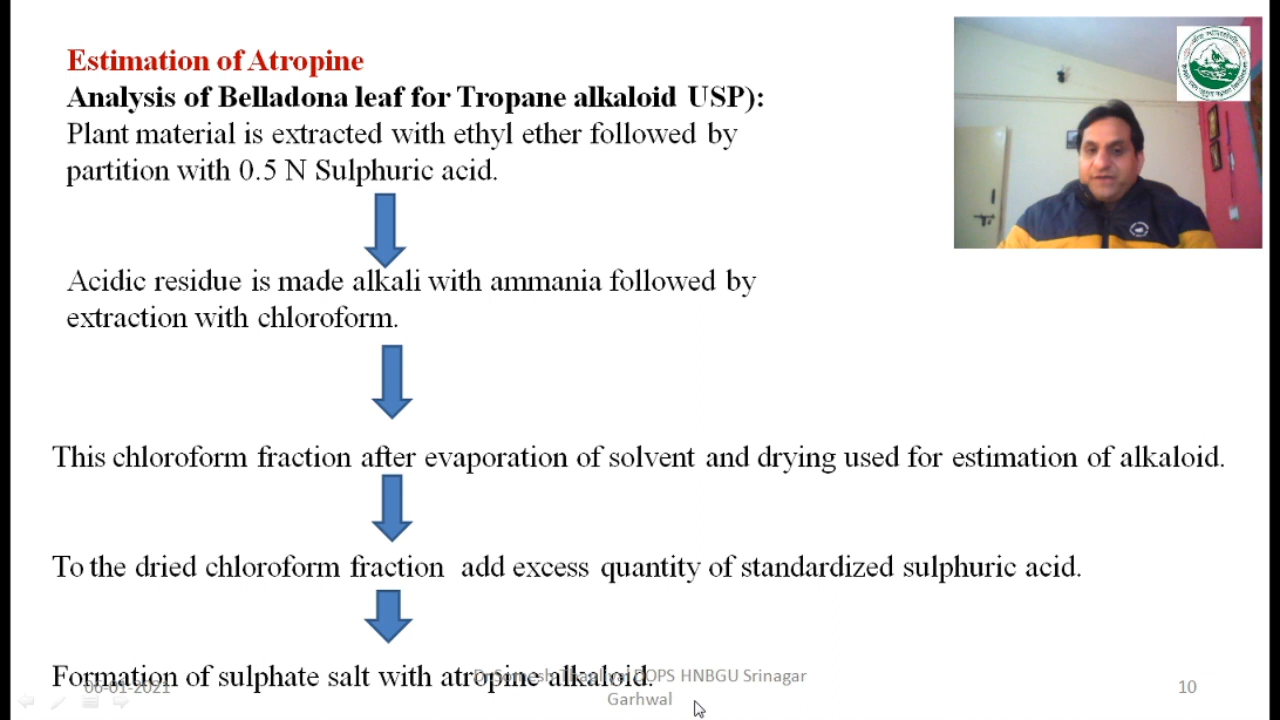 Estimation of Atropine
Analysis of Belladona leaf for Tropane alkaloid USP):
Plant material is extracted with ethyl ether followed by
partition with 0.5 N Sulphuric acid.
Acidic residue is made alkali with ammania followed by
extraction with chloroform.
This chloroform fraction after evaporation of solvent and drying used for estimation of alkaloid.
To the dried chloroform fraction add excess quantity of standardized sulphuric acid.
Formation of sulphate salt with atropine alkaloid.
06-01-2021
HNBGU Srinagar
Garhwal
10